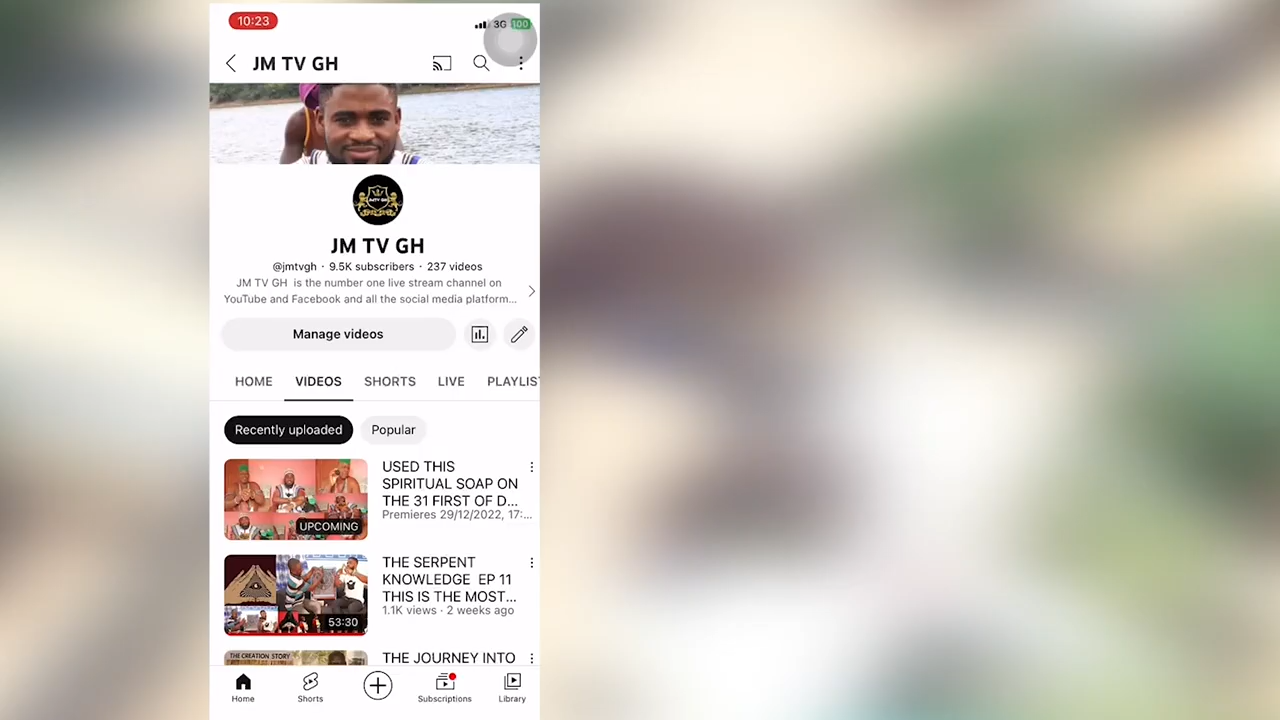 10:23
3G 100
JM TV GH
JM TV GH
@jmtvgh · 9.5K subscribers · 237 videos
JM TV GH is the number one live stream channel on
YouTube and Facebook and all the social media platform...
Manage videos
HOME VIDEOS SHORTS LIVE PLAYLIS
Recently uploaded Popular
USED THIS
SPIRITUAL SOAP ON
THE 31 FIRST OF D...
Premieres 29/12/2022, 17:...
UPCOMING
THE SERPENT
KNOWLEDGE EP 11
THIS IS THE MOST...
1.1K views · 2 weeks ago
53:30
THE JOURNEY INTO
THE CREATION STORY
Home Shorts Subscriptions Library